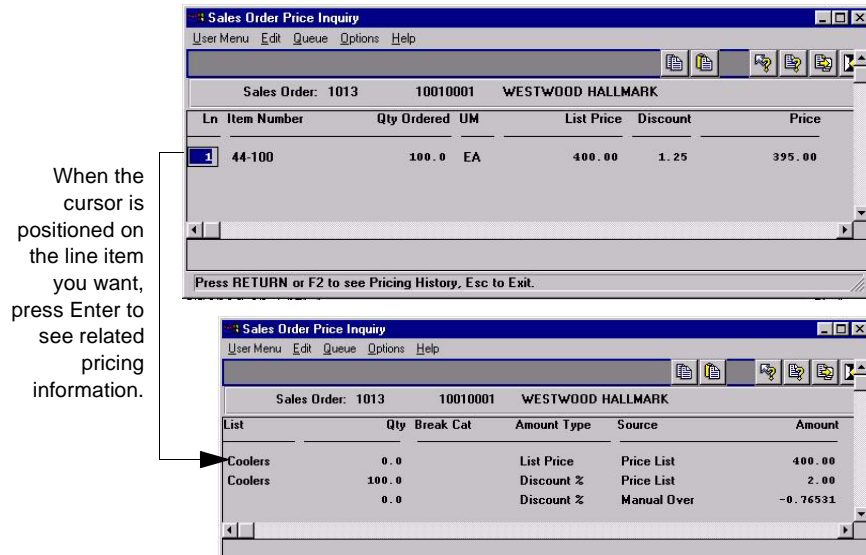 Sales Order Price Inquiry
User Menu Edit Queue Options Help
Sales Order: 1013 10010001 WESTWOOD HALLMARK
Ln Item Number Qty Ordered UM List Price Discount Price
1 44-100 100.0 EA 400.00 1.25 395.00
Press RETURN or F2 to see Pricing History, Esc to Exit.
When the
cursor is
positioned on
the line item
you want,
press Enter to
see related
pricing
information.
Sales Order Price Inquiry
User Menu Edit Queue Options Help
Sales Order: 1013 10010001 WESTWOOD HALLMARK
List Qty Break Cat Amount Type Source Amount
Coolers 0.0 List Price Price List 400.00
Coolers 100.0 Discount % Price List 2.00
0.0 Discount % Manual Over -0.76531